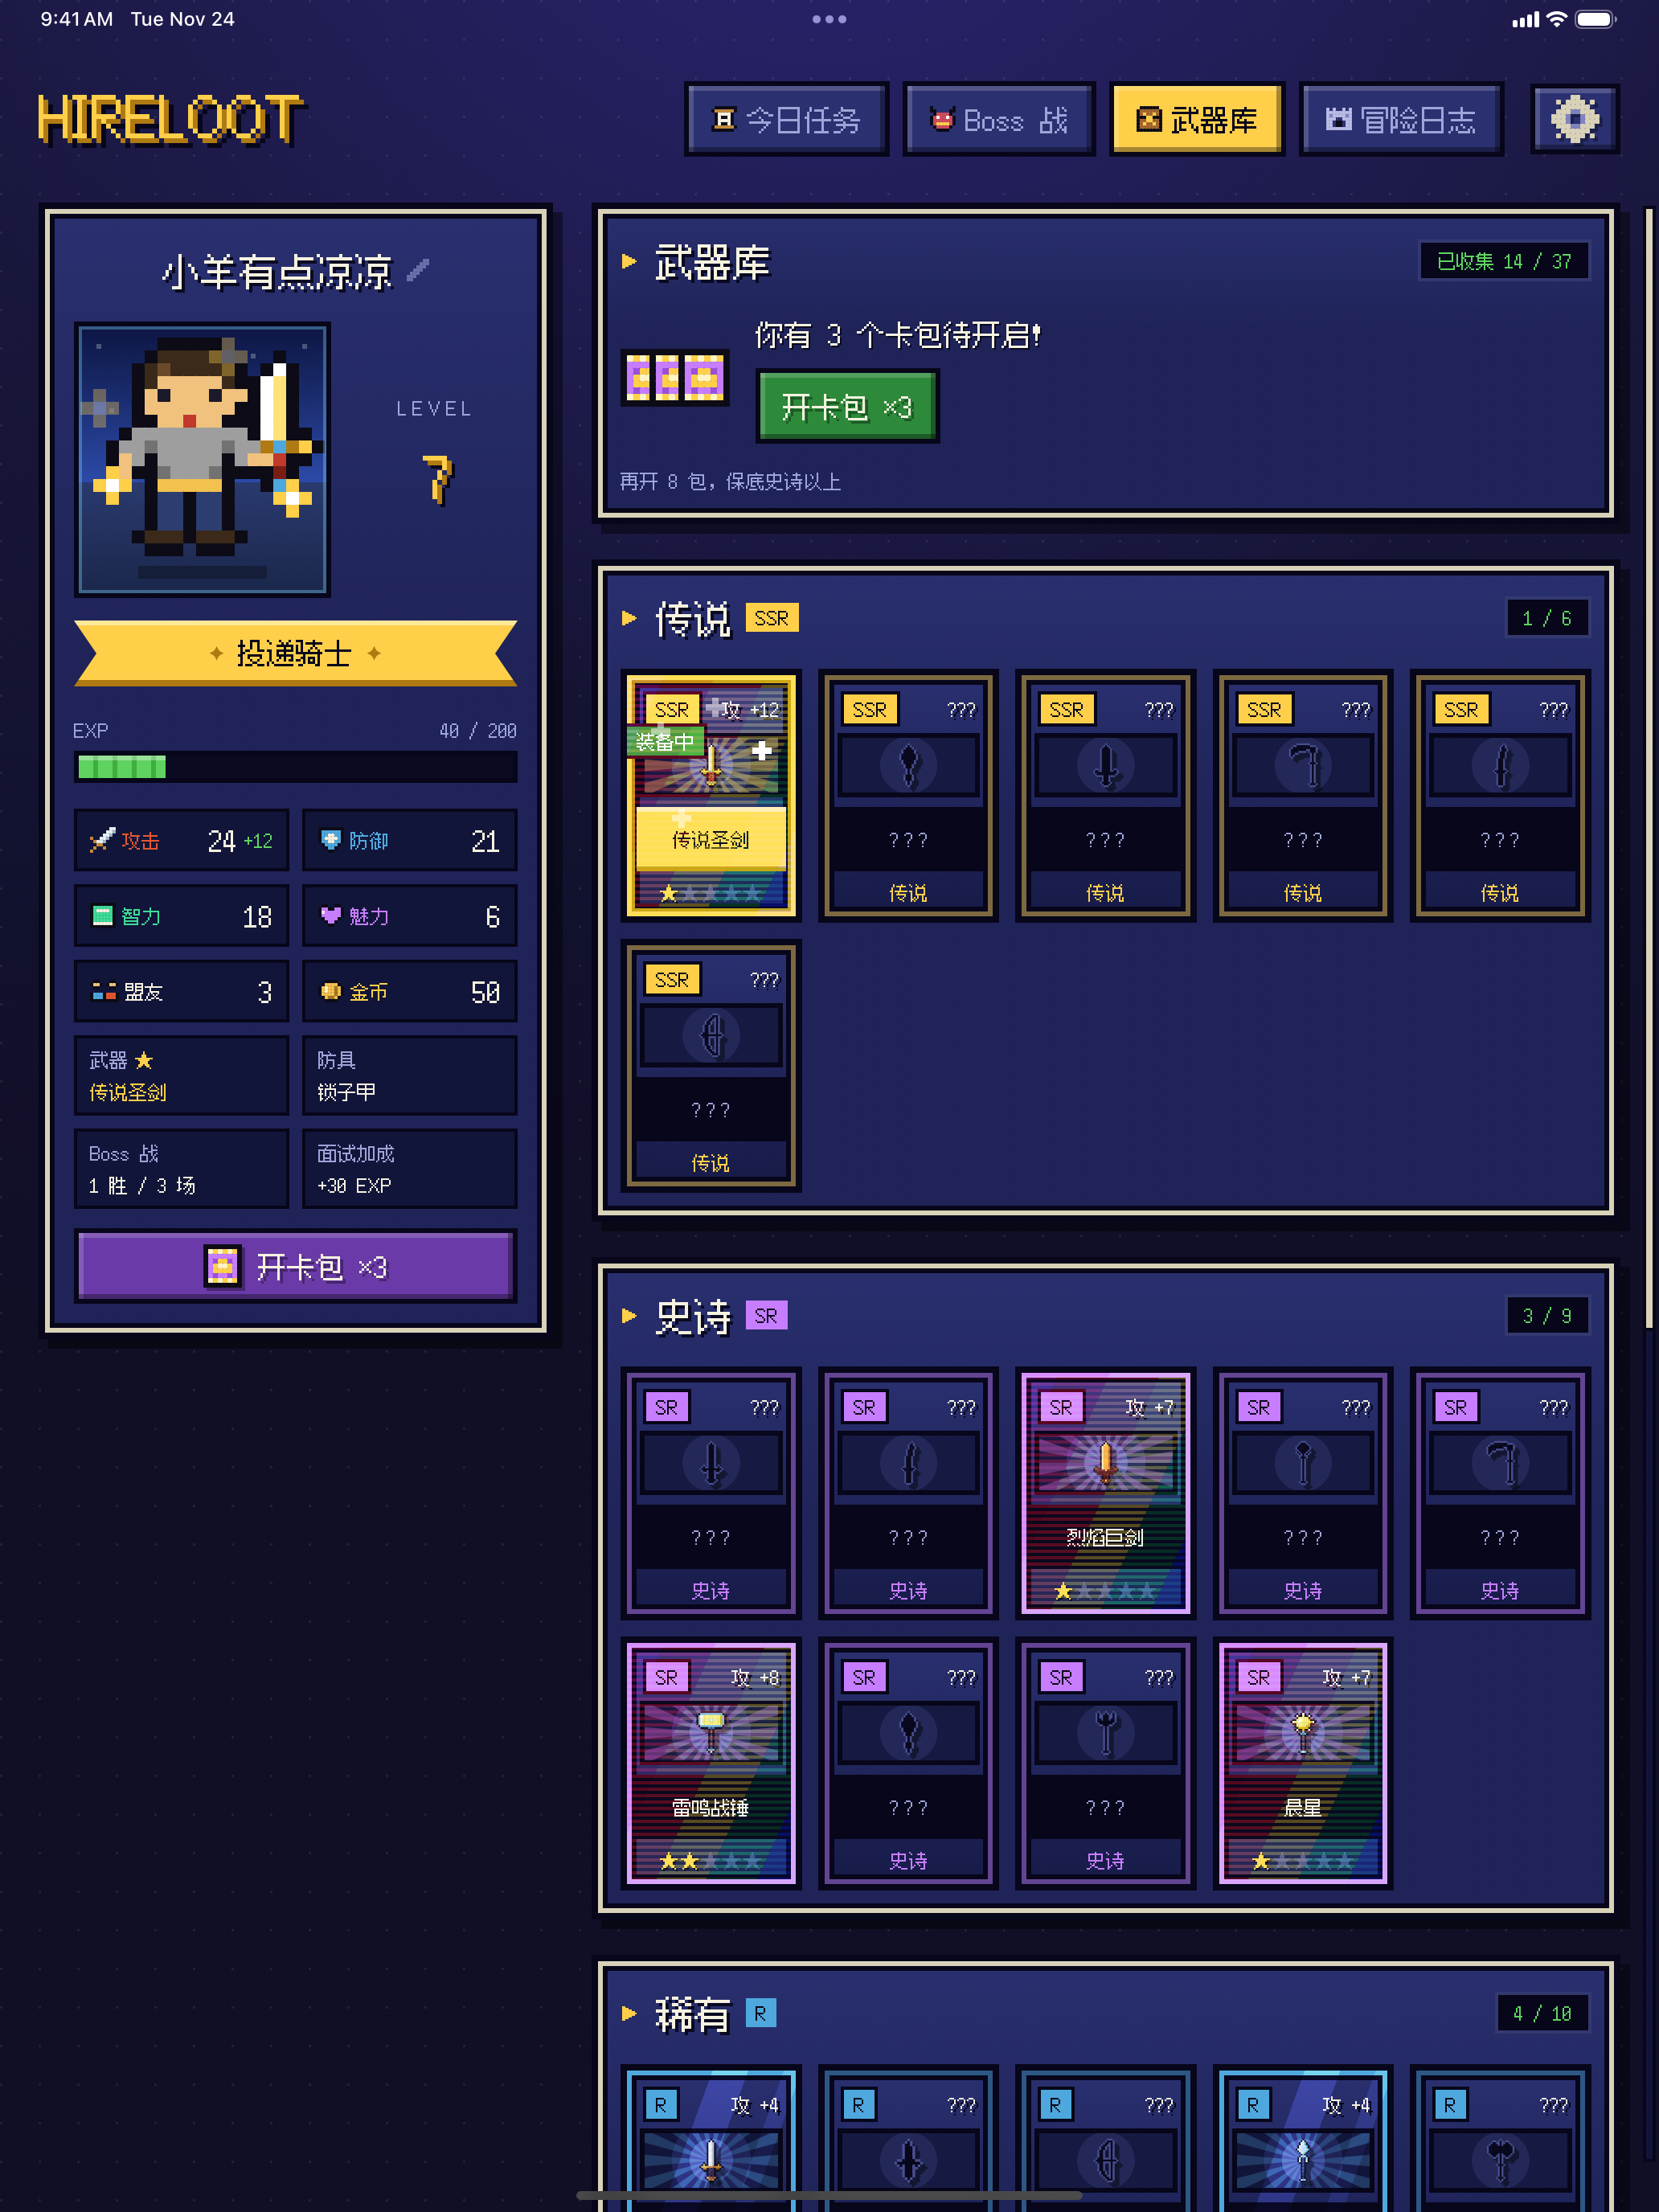 9:41 AM Tue Nov 24
HIRELOOT
今日任务
Boss 战
武器库
冒险日志
小羊有点凉凉
LEVEL
7
投递骑士
EXP 40 / 200
攻击 24 +12
防御 21
智力 18
魅力 6
盟友 3
金币 50
武器
传说圣剑
防具
锁子甲
Boss 战
1 胜 / 3 场
面试加成
+30 EXP
开卡包 ×3
武器库
已收集 14 / 37
你有 3 个卡包待开启!
开卡包 ×3
再开 8 包，保底史诗以上
传说 SSR
1 / 6
SSR 攻 +12
装备中
传说圣剑
SSR ???
???
传说
SSR ???
???
传说
SSR ???
???
传说
SSR ???
???
传说
SSR ???
???
传说
史诗 SR
3 / 9
SR ???
???
史诗
SR ???
???
史诗
SR 攻 +7
烈焰巨剑
SR ???
???
史诗
SR ???
???
史诗
SR 攻 +8
雷鸣战锤
SR ???
???
史诗
SR ???
???
史诗
SR 攻 +7
晨星
稀有 R
4 / 10
R 攻 +4
R ???
R ???
R 攻 +4
R ???